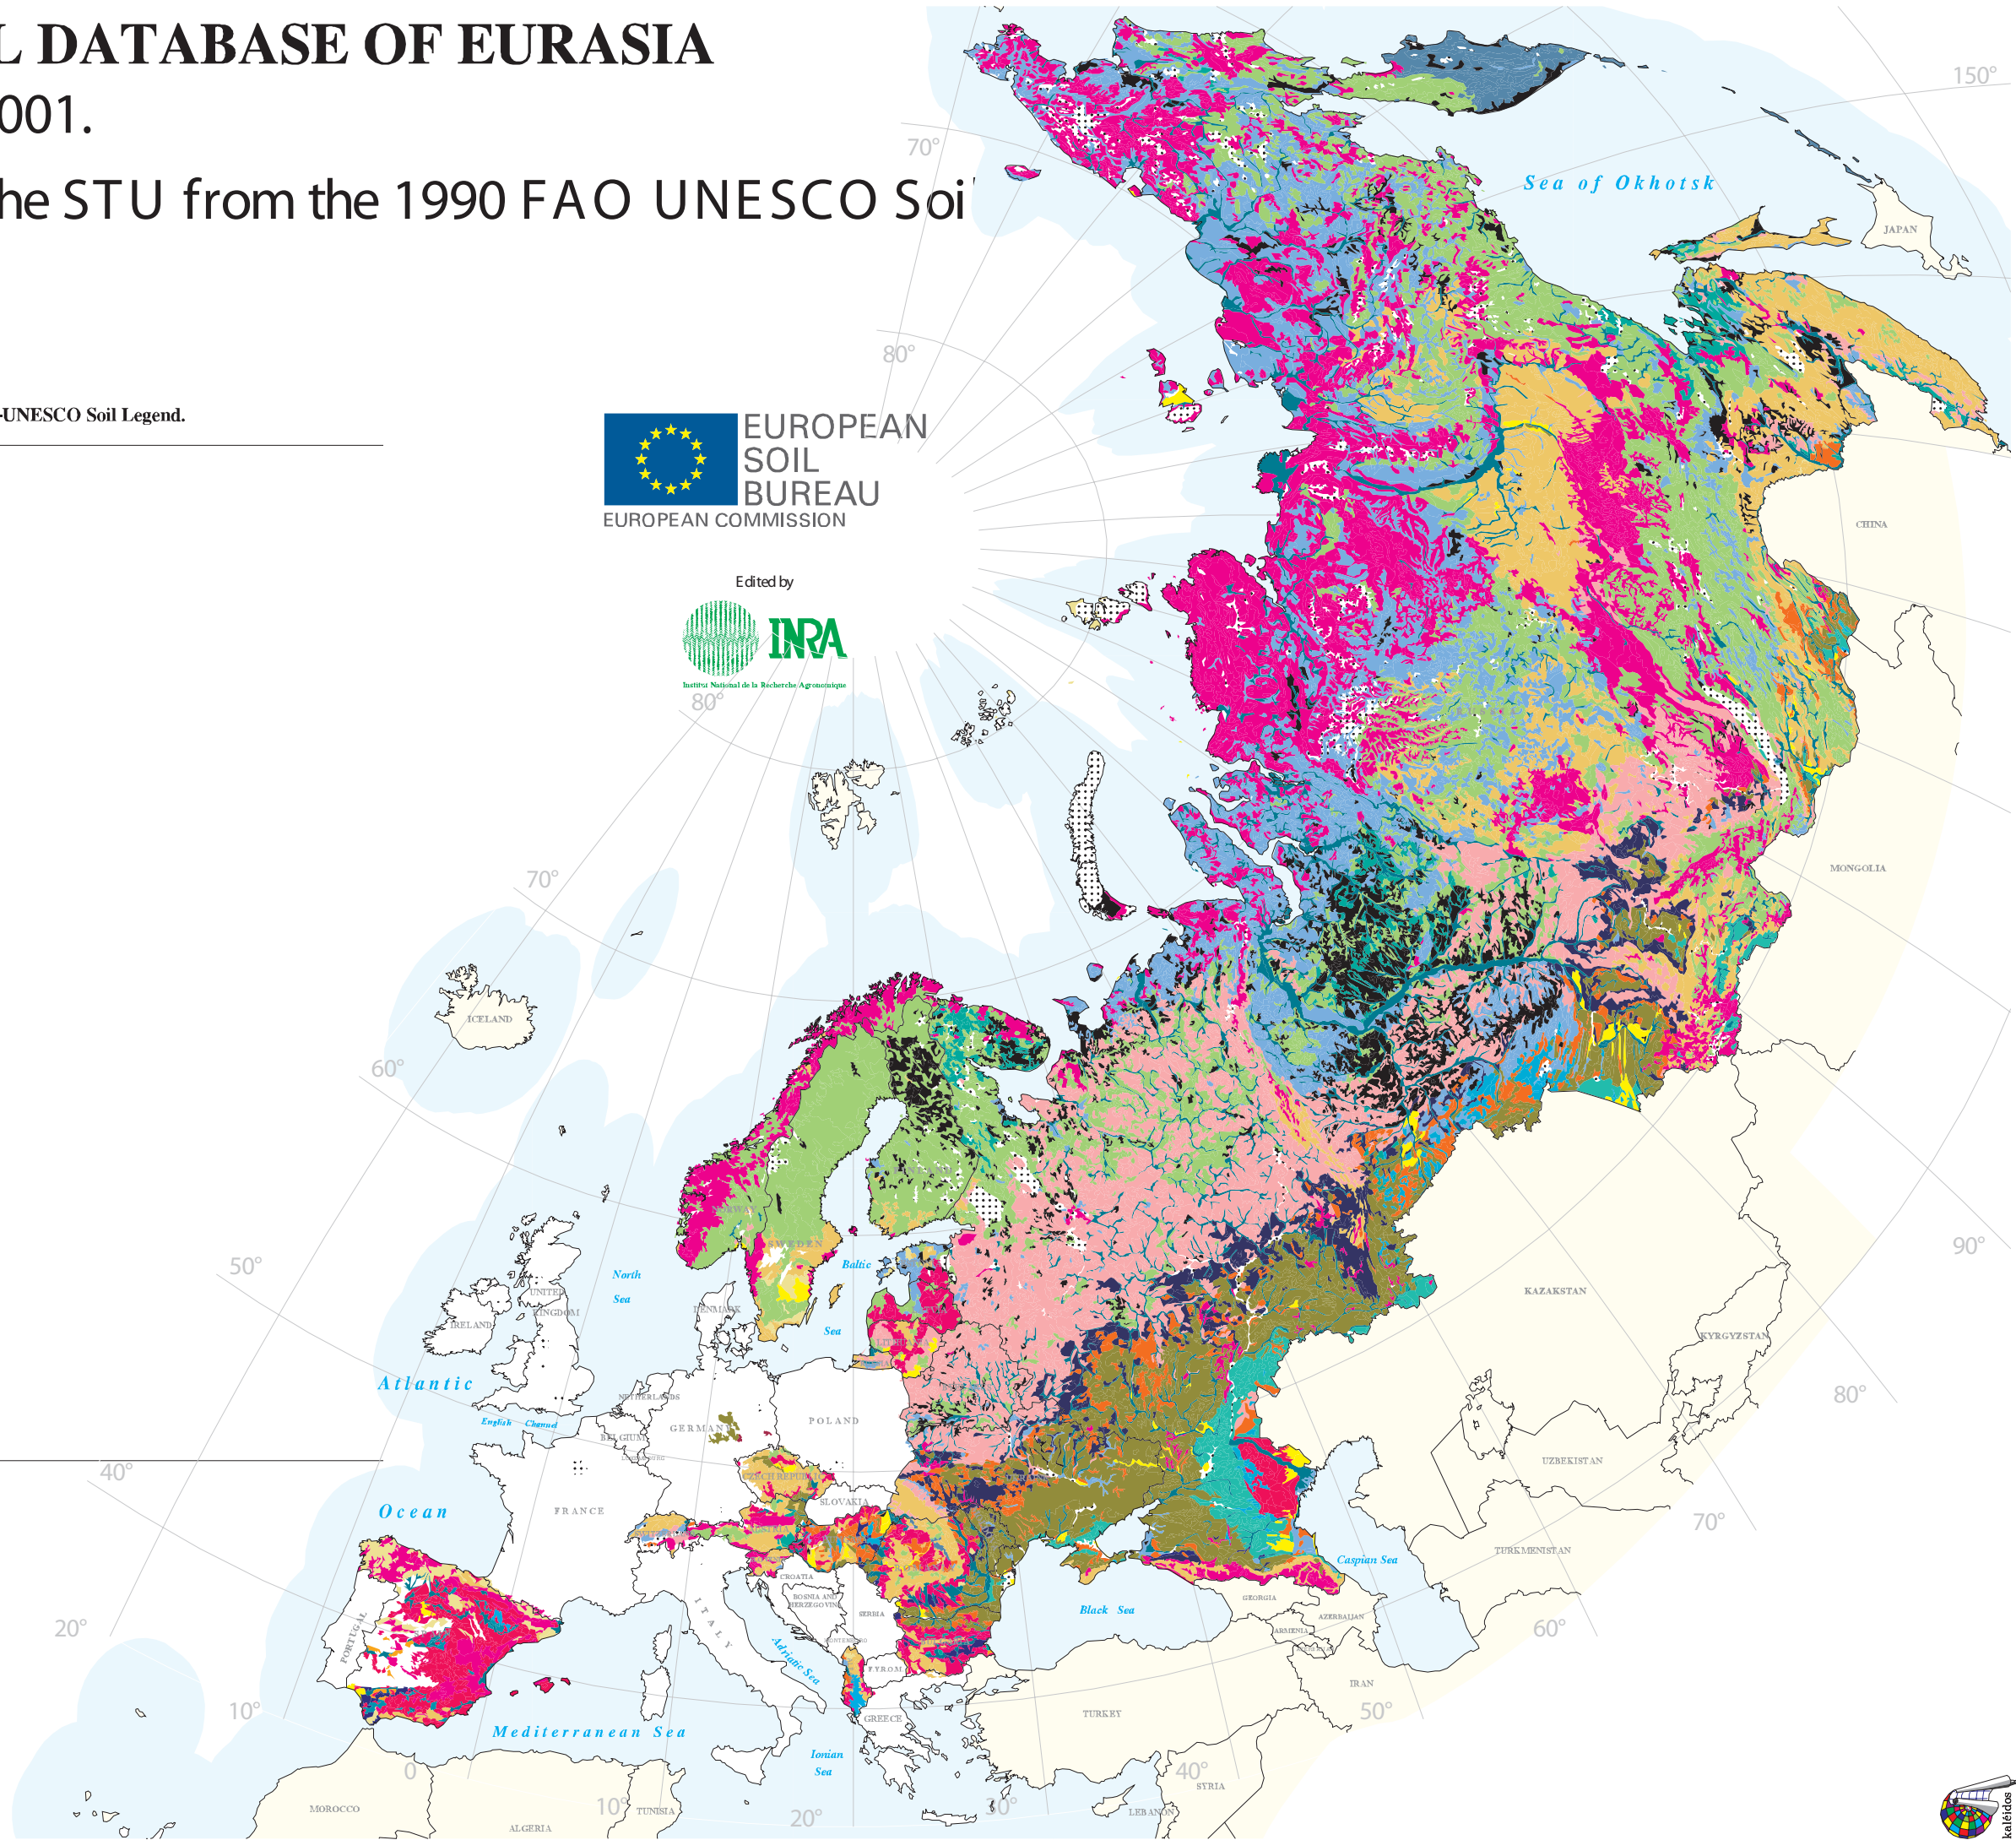 L DATABASE OF EURASIA
001.
he STU from the 1990 FAO UNESCO Soi
-UNESCO Soil Legend.
EUROPEAN
SOIL
BUREAU
EUROPEAN COMMISSION
Edited by
INRA
Institut National de la Recherche Agronomique
150°
70°
80°
Sea of Okhotsk
JAPAN
CHINA
MONGOLIA
80°
70°
60°
50°
40°
20°
10°
0
10°
20°
30°
40°
50°
60°
70°
80°
90°
ICELAND
NORWAY
SWEDEN
North
Sea
Baltic
Sea
UNITED
KINGDOM
IRELAND
DENMARK
NETHERLANDS
BELGIUM
GERMANY
POLAND
LITHUANIA
Atlantic
Ocean
English Channel
FRANCE
CZECH REPUBLIC
SLOVAKIA
AUSTRIA
CROATIA
BOSNIA AND
HERZEGOVINA
SERBIA
F.Y.R.O.M.
GREECE
ITALY
Adriatic Sea
Ionian
Sea
PORTUGAL
Mediterranean Sea
MOROCCO
ALGERIA
TUNISIA
Black Sea
Caspian Sea
GEORGIA
ARMENIA
AZERBAIJAN
TURKEY
SYRIA
LEBANON
IRAN
KAZAKSTAN
KYRGYZSTAN
UZBEKISTAN
TURKMENISTAN
kaléidos